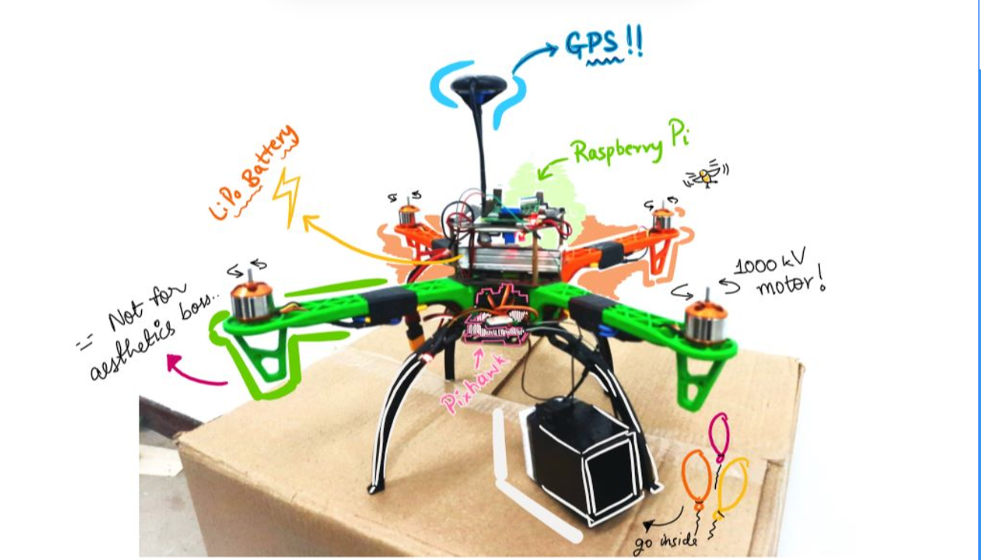 GPS!!
Raspberry Pi
LiPo Battery
1000 kV
motor!
-- Not for
aesthetics boss..
Pixhawk
go inside